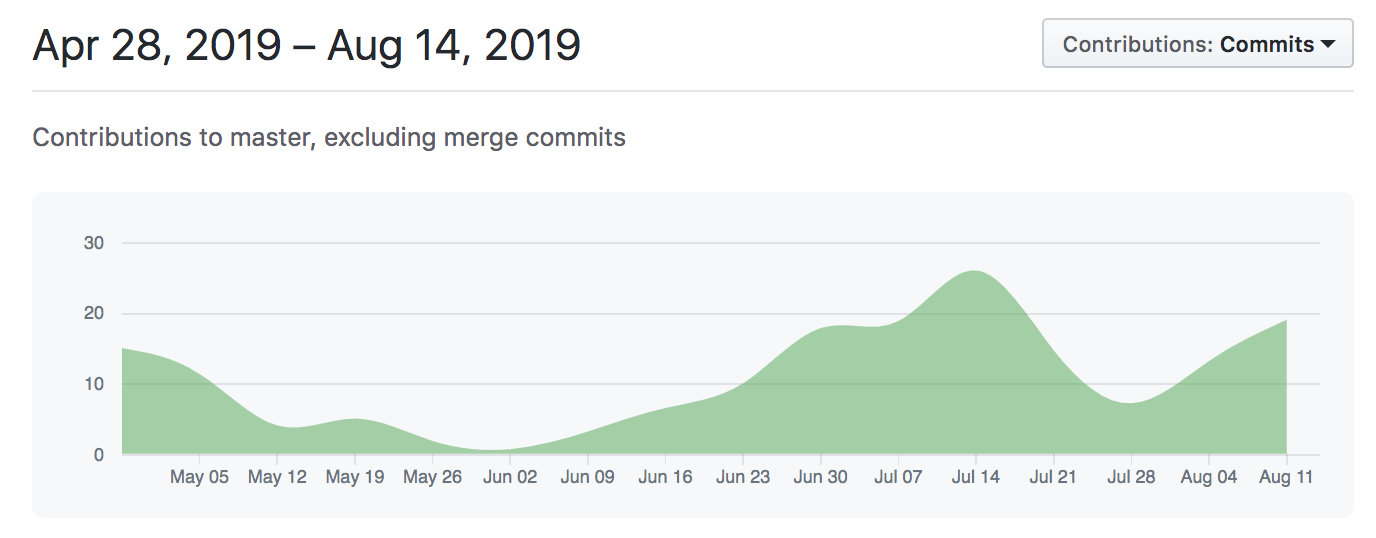 Apr 28, 2019 – Aug 14, 2019
Contributions: Commits
Contributions to master, excluding merge commits
30
20
10
0
May 05 May 12 May 19 May 26 Jun 02 Jun 09 Jun 16 Jun 23 Jun 30 Jul 07 Jul 14 Jul 21 Jul 28 Aug 04 Aug 11